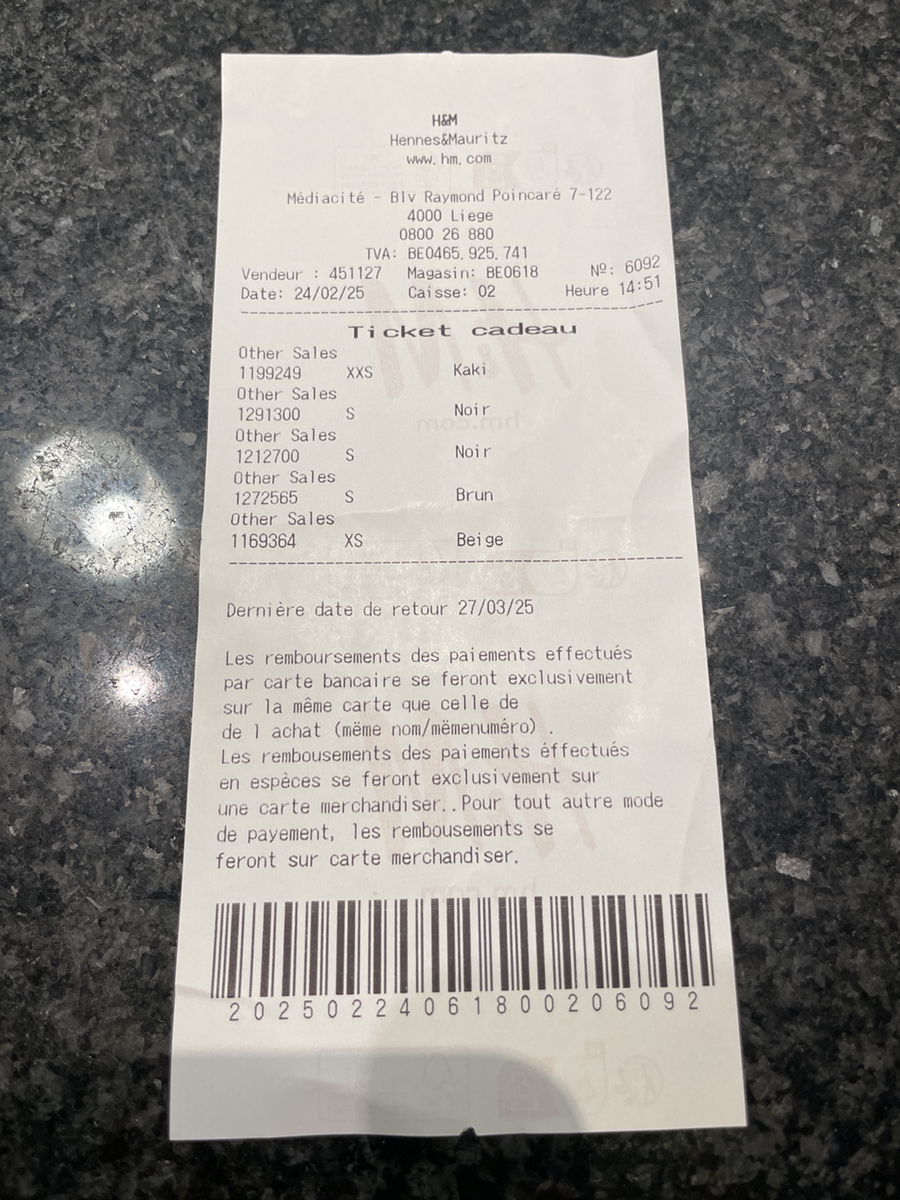 H&M
Hennes&Mauritz
www.hm.com
Médiacité - Blv Raymond Poincaré 7-122
4000 Liege
0800 26 880
TVA: BE0465.925.741
Vendeur : 451127 Magasin: BE0618 Nº: 6092
Date: 24/02/25 Caisse: 02 Heure 14:51
Ticket cadeau
Other Sales
1199249 XXS Kaki
Other Sales
1291300 S Noir
Other Sales
1212700 S Noir
Other Sales
1272565 S Brun
Other Sales
1169364 XS Beige
Dernière date de retour 27/03/25
Les remboursements des paiements effectués
par carte bancaire se feront exclusivement
sur la même carte que celle de
de l achat (mëme nom/mëmenuméro) .
Les rembousements des paiements éffectués
en espèces se feront exclusivement sur
une carte merchandiser..Pour tout autre mode
de payement, les rembousements se
feront sur carte merchandiser.
20250224061800206092